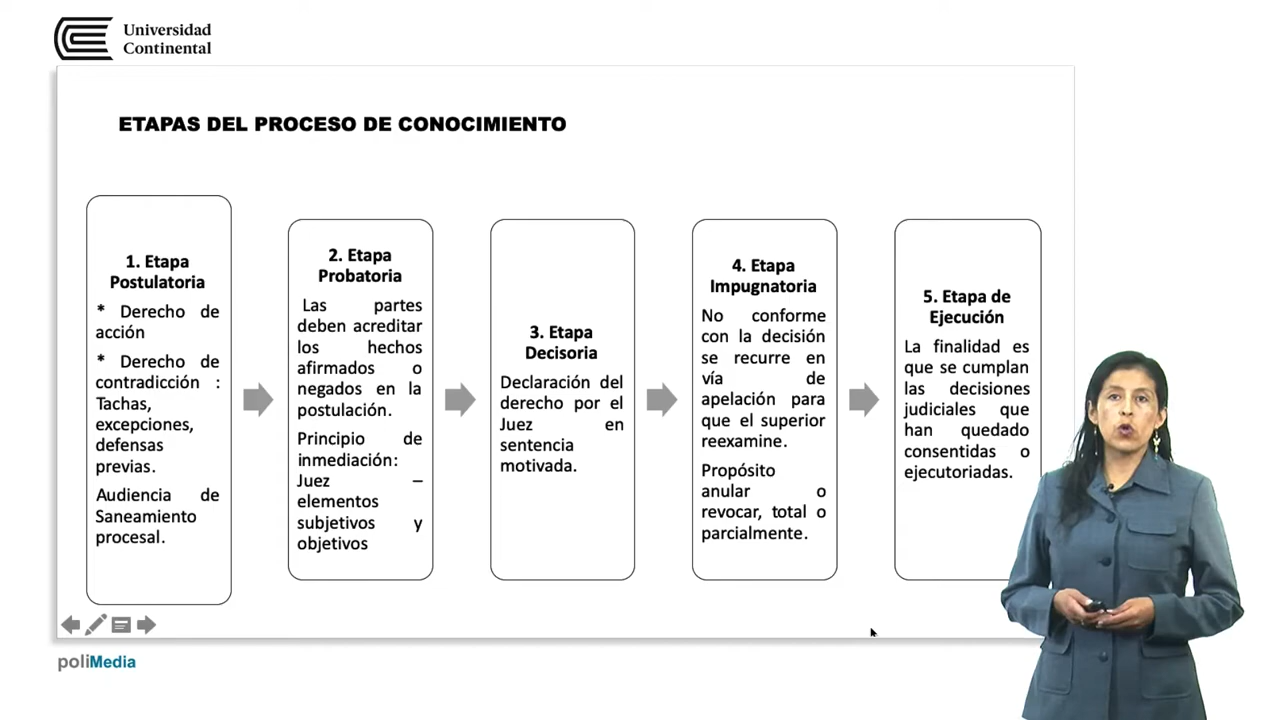 Universidad
Continental
ETAPAS DEL PROCESO DE CONOCIMIENTO
1. Etapa
Postulatoria
* Derecho de
acción
* Derecho de
contradicción :
Tachas,
excepciones,
defensas
previas.
Audiencia de
Saneamiento
procesal.
2. Etapa
Probatoria
Las partes
deben acreditar
los hechos
afirmados o
negados en la
postulación.
Principio de
inmediación:
Juez –
elementos
subjetivos y
objetivos
3. Etapa
Decisoria
Declaración del
derecho por el
Juez en
sentencia
motivada.
4. Etapa
Impugnatoria
No conforme
con la decisión
se recurre en
vía de
apelación para
que el superior
reexamine.
Propósito
anular o
revocar, total o
parcialmente.
5. Etapa de
Ejecución
La finalidad es
que se cumplan
las decisiones
judiciales que
han quedado
consentidas o
ejecutoriadas.
poliMedia